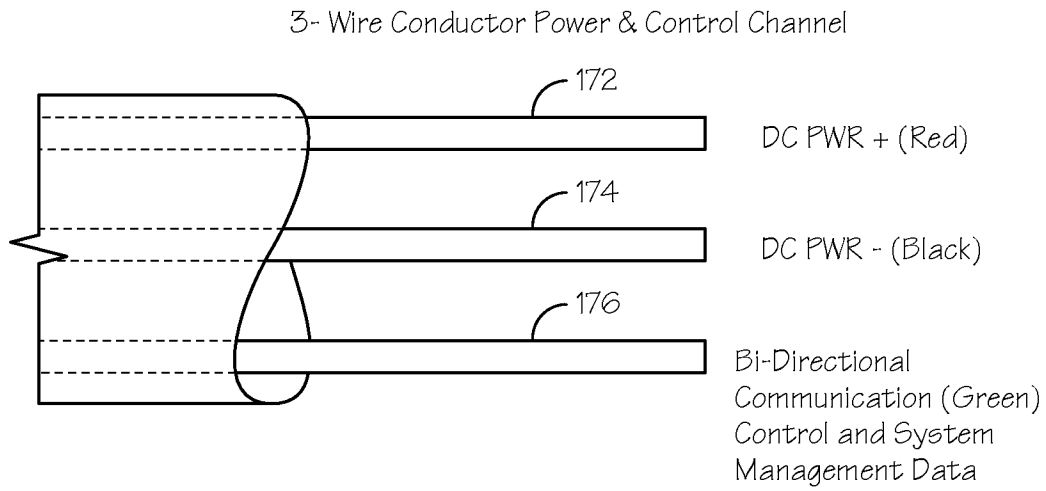 3- Wire Conductor Power & Control Channel
172
DC PWR + (Red)
174
DC PWR - (Black)
176
Bi-Directional
Communication (Green)
Control and System
Management Data